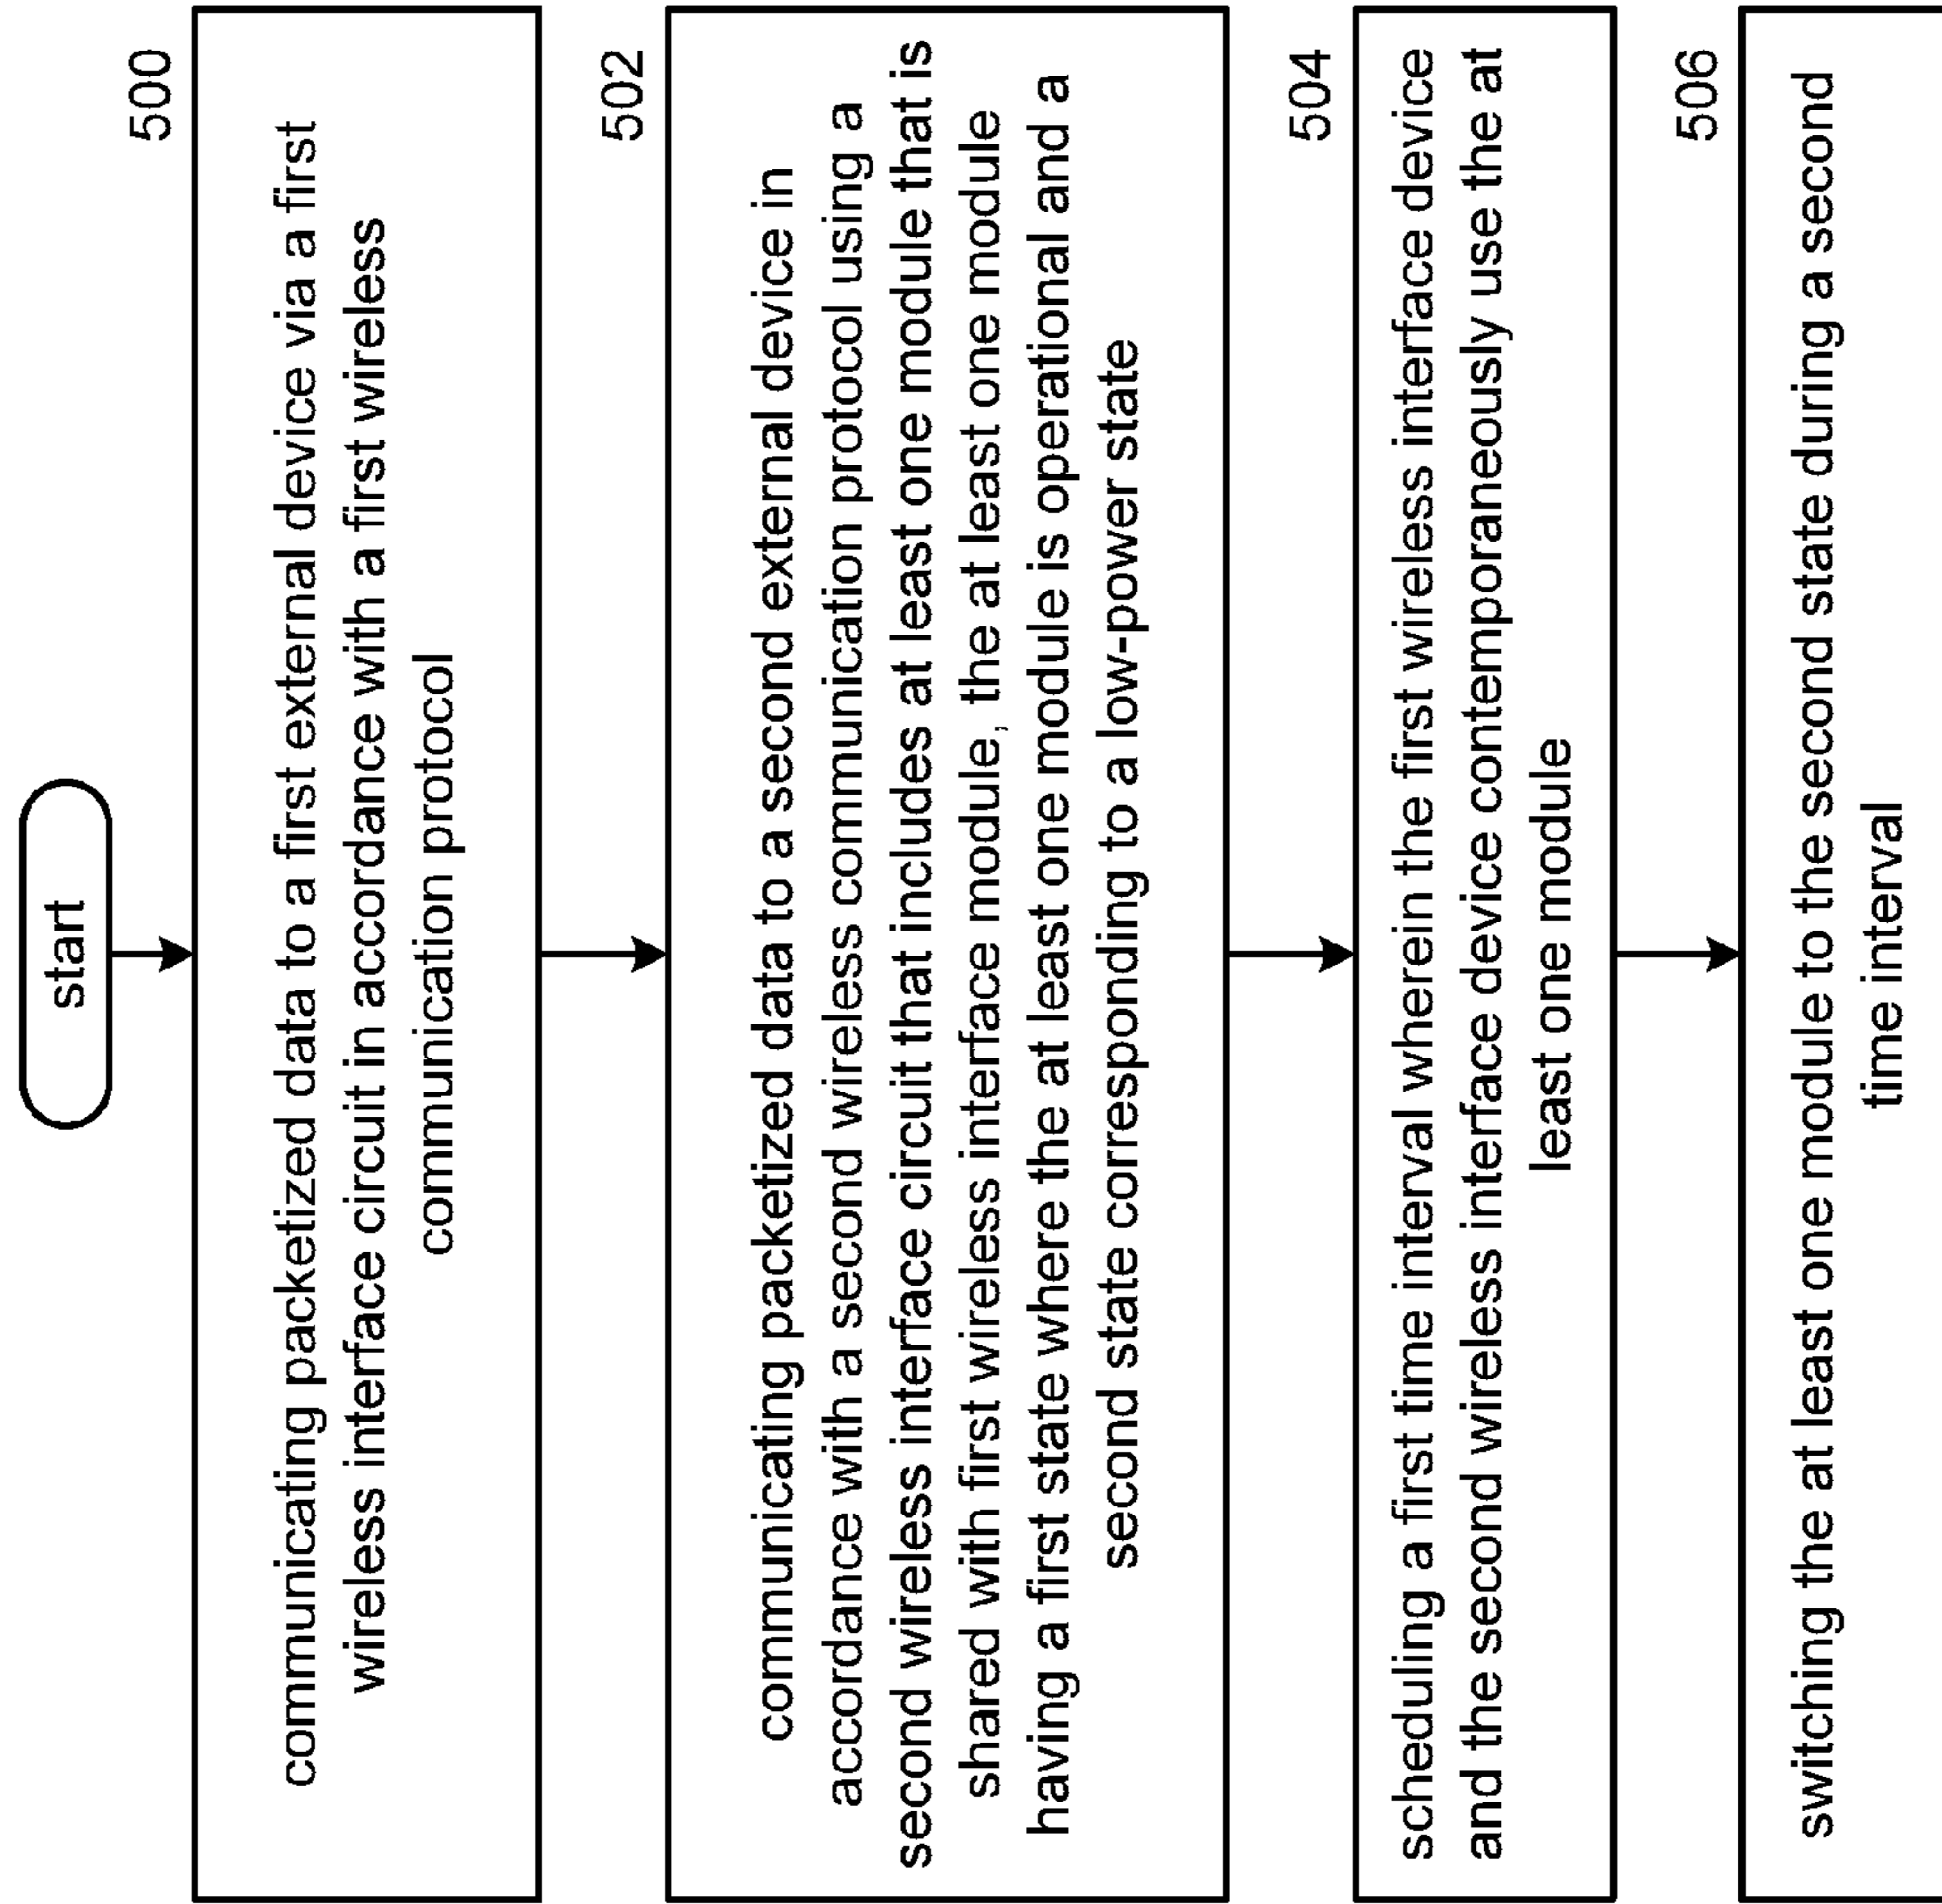 start
500
communicating packetized data to a first external device via a first
wireless interface circuit in accordance with a first wireless
communication protocol
502
communicating packetized data to a second external device in
accordance with a second wireless communication protocol using a
second wireless interface circuit that includes at least one module that is
shared with first wireless interface module, the at least one module
having a first state where the at least one module is operational and a
second state corresponding to a low-power state
504
scheduling a first time interval wherein the first wireless interface device
and the second wireless interface device contemporaneously use the at
least one module
506
switching the at least one module to the second state during a second
time interval